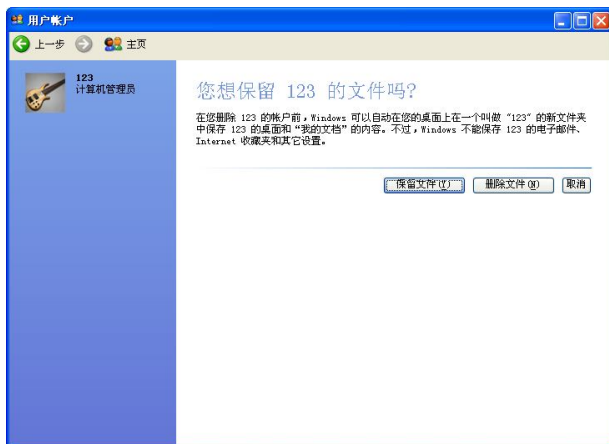 用户帐户
上一步 主页
123
计算机管理员
您想保留 123 的文件吗?
在您删除 123 的帐户前，Windows 可以自动在您的桌面上在一个叫做 “123” 的新文件夹
中保存 123 的桌面和“我的文档”的内容。不过，Windows 不能保存 123 的电子邮件、
Internet 收藏夹和其它设置。
保留文件(Y) 删除文件(N) 取消